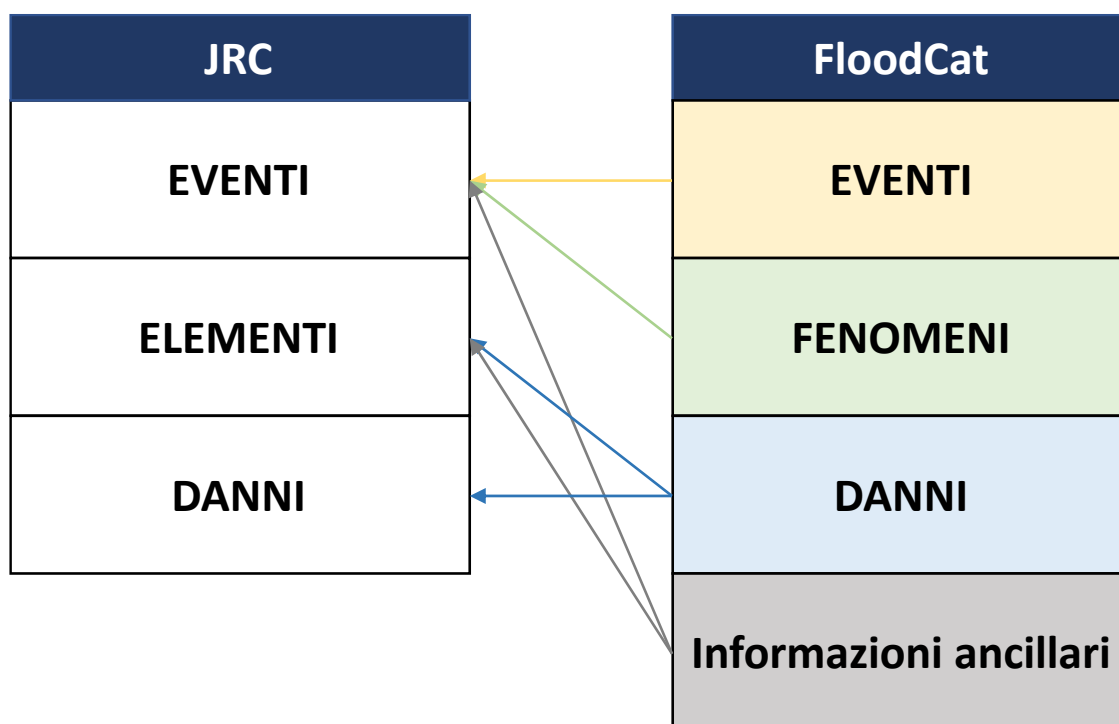 JRC
EVENTI
ELEMENTI
DANNI
FloodCat
EVENTI
FENOMENI
DANNI
Informazioni ancillari